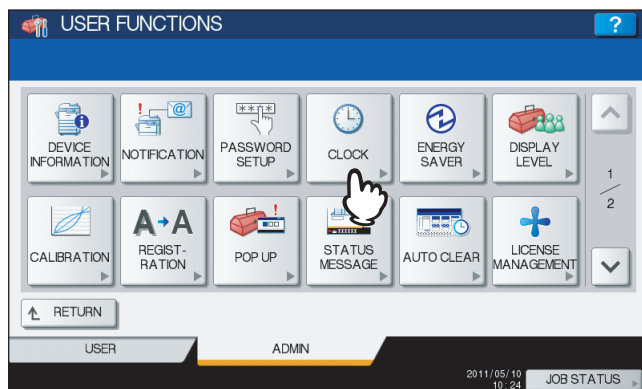 USER FUNCTIONS
?
DEVICE
INFORMATION
! @
NOTIFICATION
****
PASSWORD
SETUP
CLOCK
ENERGY
SAVER
DISPLAY
LEVEL
1
2
CALIBRATION
A A
REGIST-
RATION
!
POP UP
XXXXXX
STATUS
MESSAGE
AUTO CLEAR
LICENSE
MANAGEMENT
RETURN
USER
ADMIN
2011/05/10
10:24
JOB STATUS